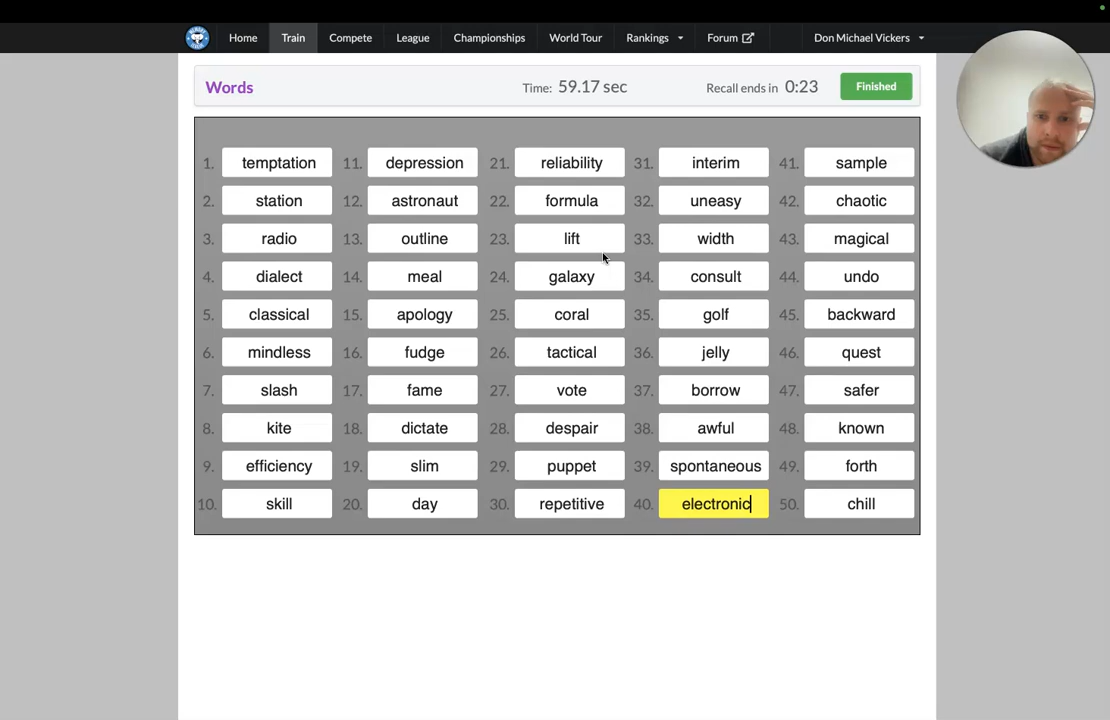 Home Train Compete League Championships World Tour Rankings Forum Don Michael Vickers
Words Time: 59.17 sec Recall ends in 0:23 Finished
1. temptation 11. depression 21. reliability 31. interim 41. sample
2. station 12. astronaut 22. formula 32. uneasy 42. chaotic
3. radio 13. outline 23. lift 33. width 43. magical
4. dialect 14. meal 24. galaxy 34. consult 44. undo
5. classical 15. apology 25. coral 35. golf 45. backward
6. mindless 16. fudge 26. tactical 36. jelly 46. quest
7. slash 17. fame 27. vote 37. borrow 47. safer
8. kite 18. dictate 28. despair 38. awful 48. known
9. efficiency 19. slim 29. puppet 39. spontaneous 49. forth
10. skill 20. day 30. repetitive 40. electronic 50. chill